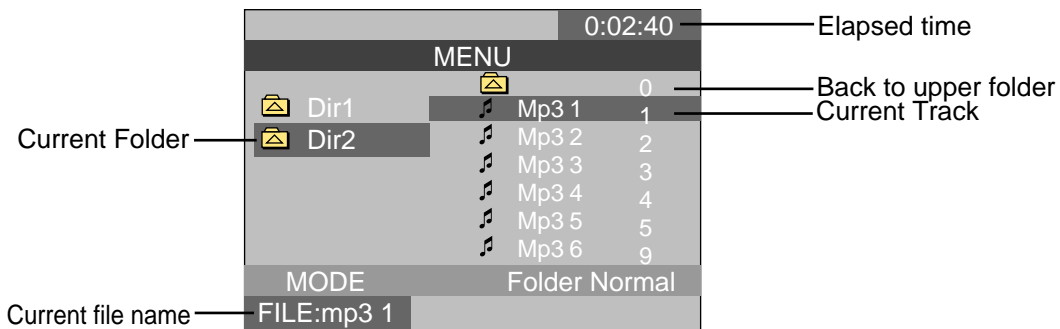 0:02:40 Elapsed time
MENU
0 Back to upper folder
Dir1 Mp3 1 1 Current Track
Current Folder Dir2 Mp3 2 2
Mp3 3 3
Mp3 4 4
Mp3 5 5
Mp3 6 9
MODE Folder Normal
Current file name FILE:mp3 1